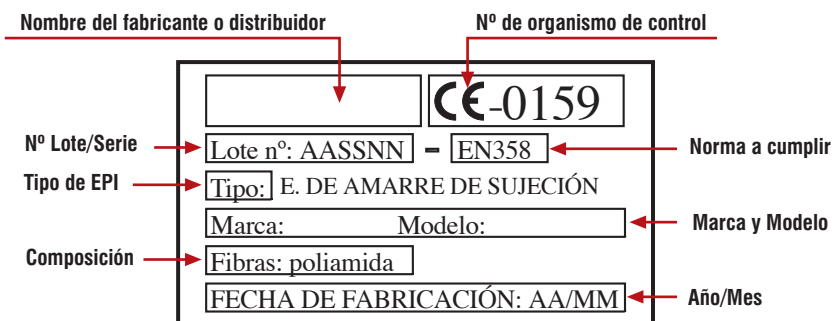 Nombre del fabricante o distribuidor
Nº de organismo de control
CE-0159
Nº Lote/Serie
Lote nº: AASSNN - EN358
Norma a cumplir
Tipo de EPI
Tipo: E. DE AMARRE DE SUJECIÓN
Marca: Modelo:
Marca y Modelo
Composición
Fibras: poliamida
FECHA DE FABRICACIÓN: AA/MM
Año/Mes